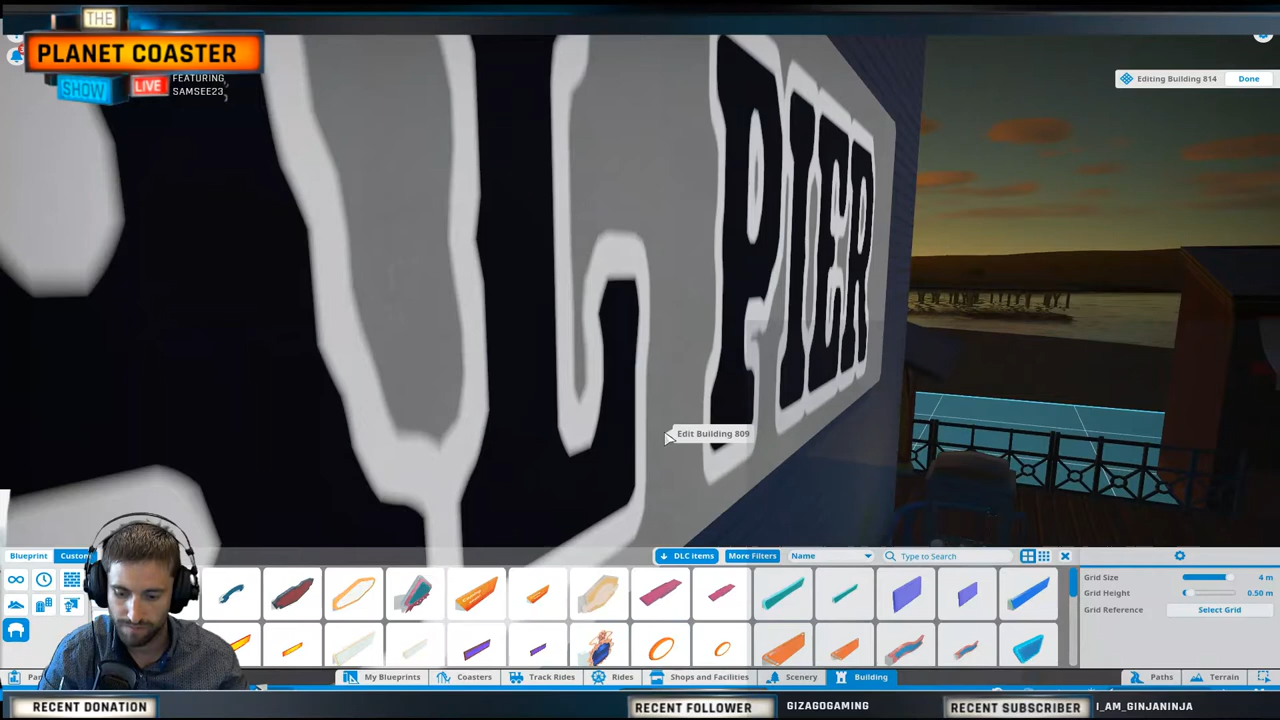 THE
PLANET COASTER
SHOW
LIVE
FEATURING
SAMSEE23
Editing Building 814
Done
PIER
Edit Building 809
Blueprint
Custom
DLC items
More Filters
Name
Type to Search
Grid Size
4 m
Grid Height
0.50 m
Grid Reference
Select Grid
My Blueprints
Coasters
Track Rides
Rides
Shops and Facilities
Scenery
Building
Paths
Terrain
RECENT DONATION
RECENT FOLLOWER
GIZAGOGAMING
RECENT SUBSCRIBER
I_AM_GINJANINJA